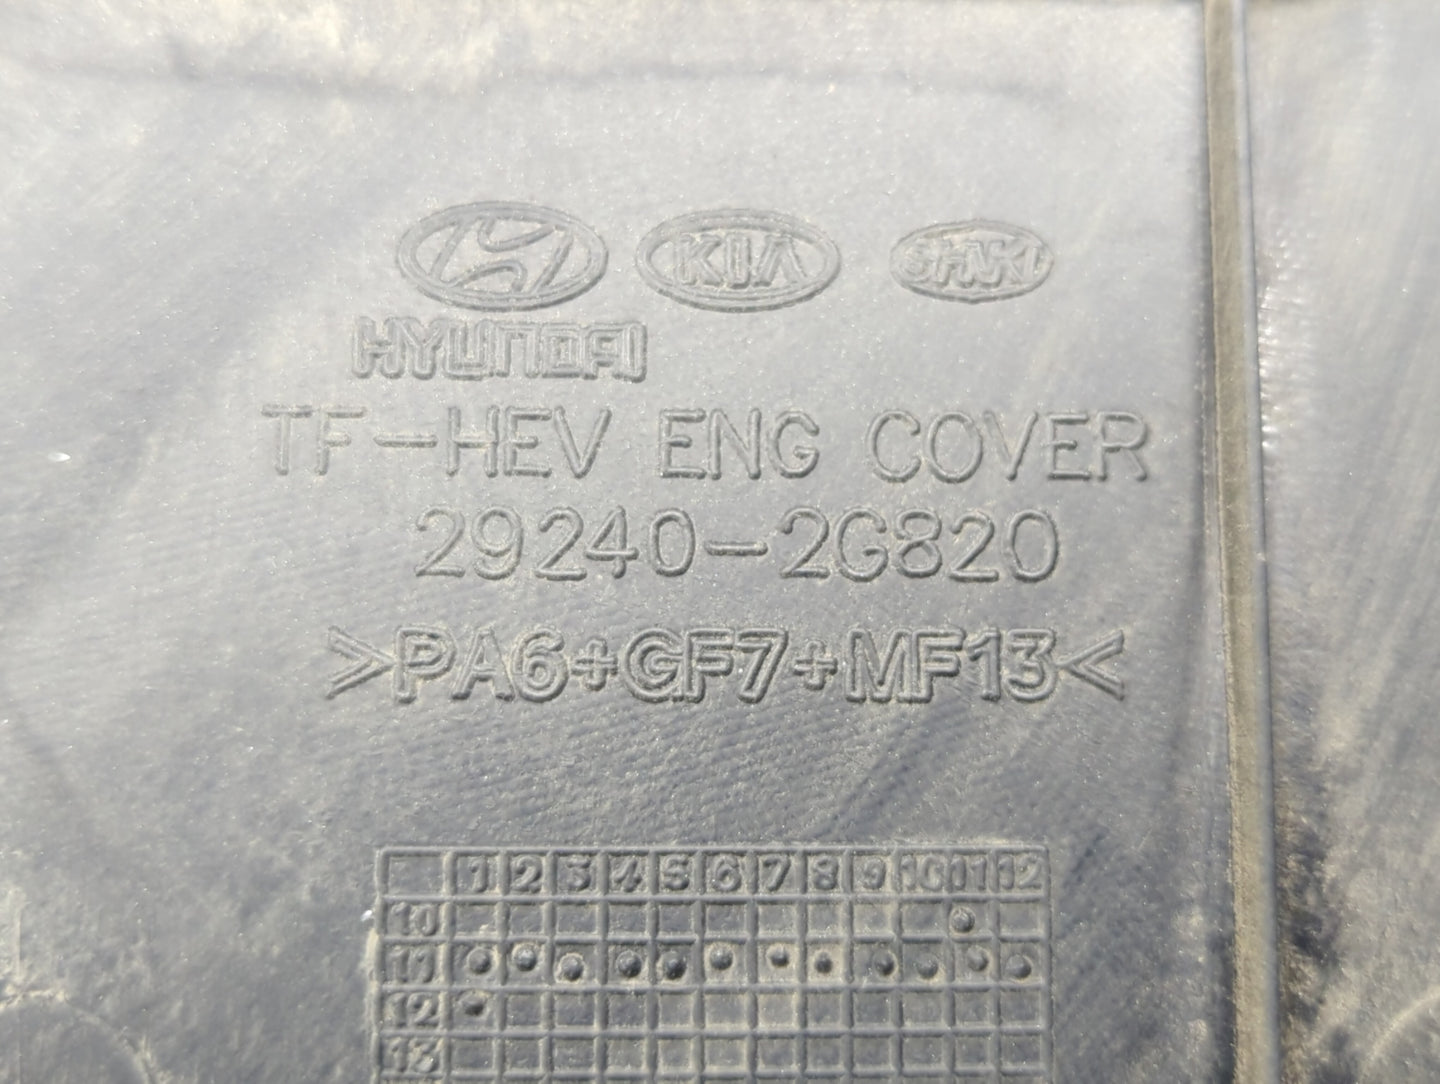 KIA
HYUNDAI
TF-HEV ENG COVER
29240-2G820
>PA6+GF7+MF13<
1 2 3 4 5 6 7 8 9 10 11 12
10
11
12
13